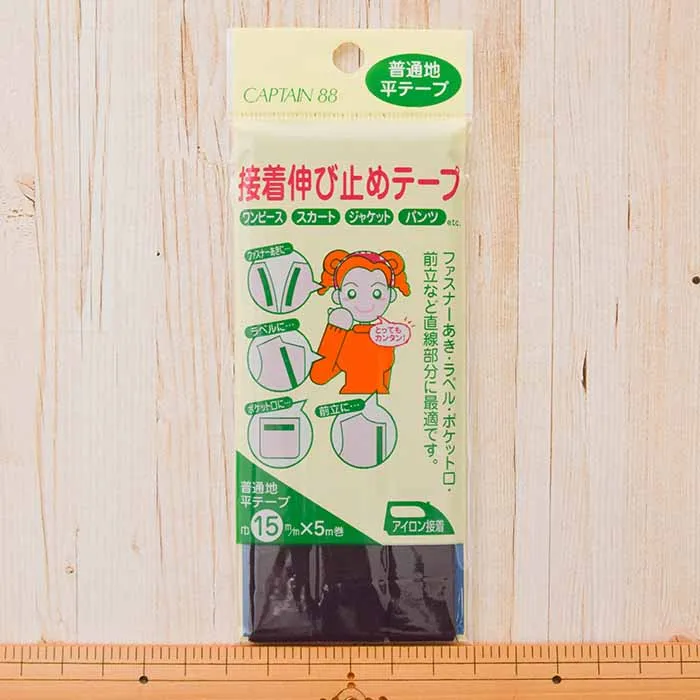 CAPTAIN 88
普通地
平テープ
接着伸び止めテープ
ワンピース スカート ジャケット パンツ etc.
ファスナーあき…
ラペルに…
ポケット口に…
前立に…
とっても
カンタン!
ファスナーあき・ラペル・ポケット口・
前立など直線部分に最適です。
普通地
平テープ
巾15m/m×5m巻
アイロン接着
10
20